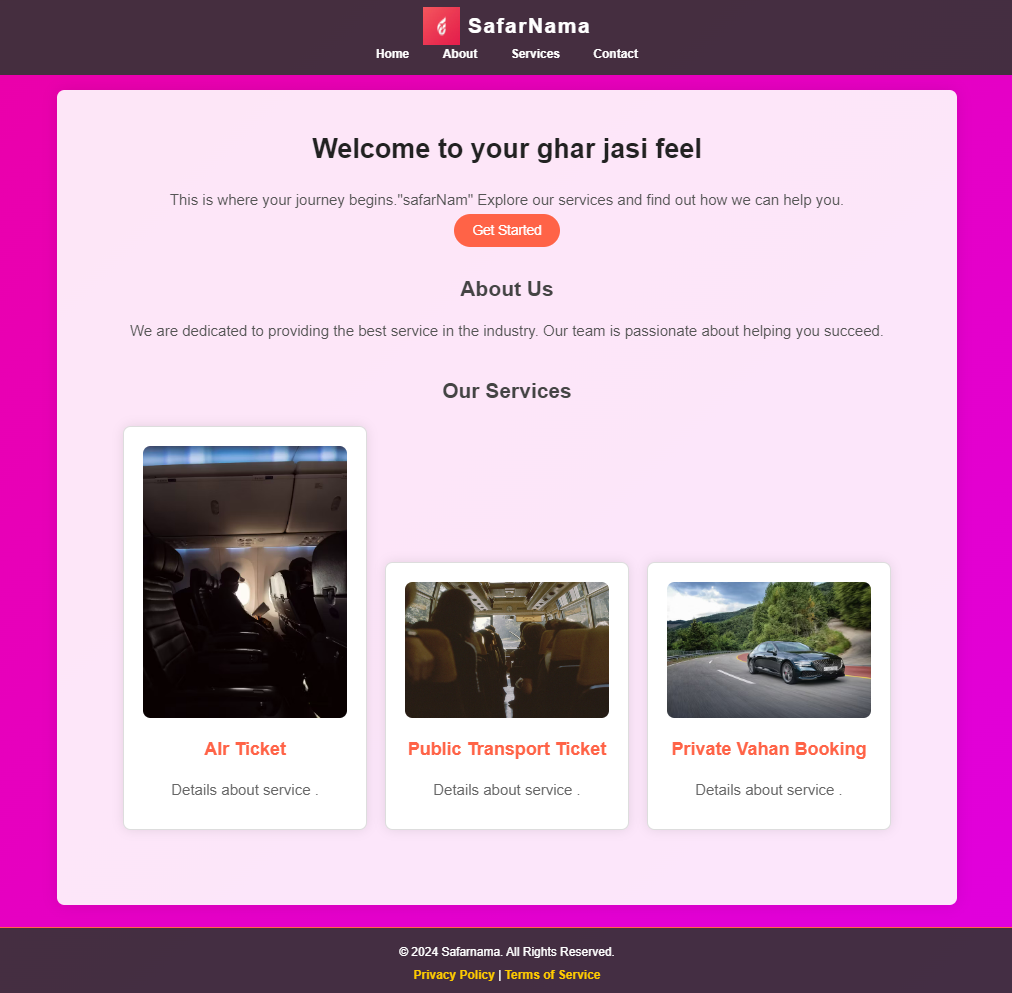 SafarNama
Home About Services Contact
Welcome to your ghar jasi feel
This is where your journey begins."safarNam" Explore our services and find out how we can help you.
Get Started
About Us
We are dedicated to providing the best service in the industry. Our team is passionate about helping you succeed.
Our Services
AIr Ticket
Details about service .
Public Transport Ticket
Details about service .
Private Vahan Booking
Details about service .
© 2024 Safarnama. All Rights Reserved.
Privacy Policy | Terms of Service